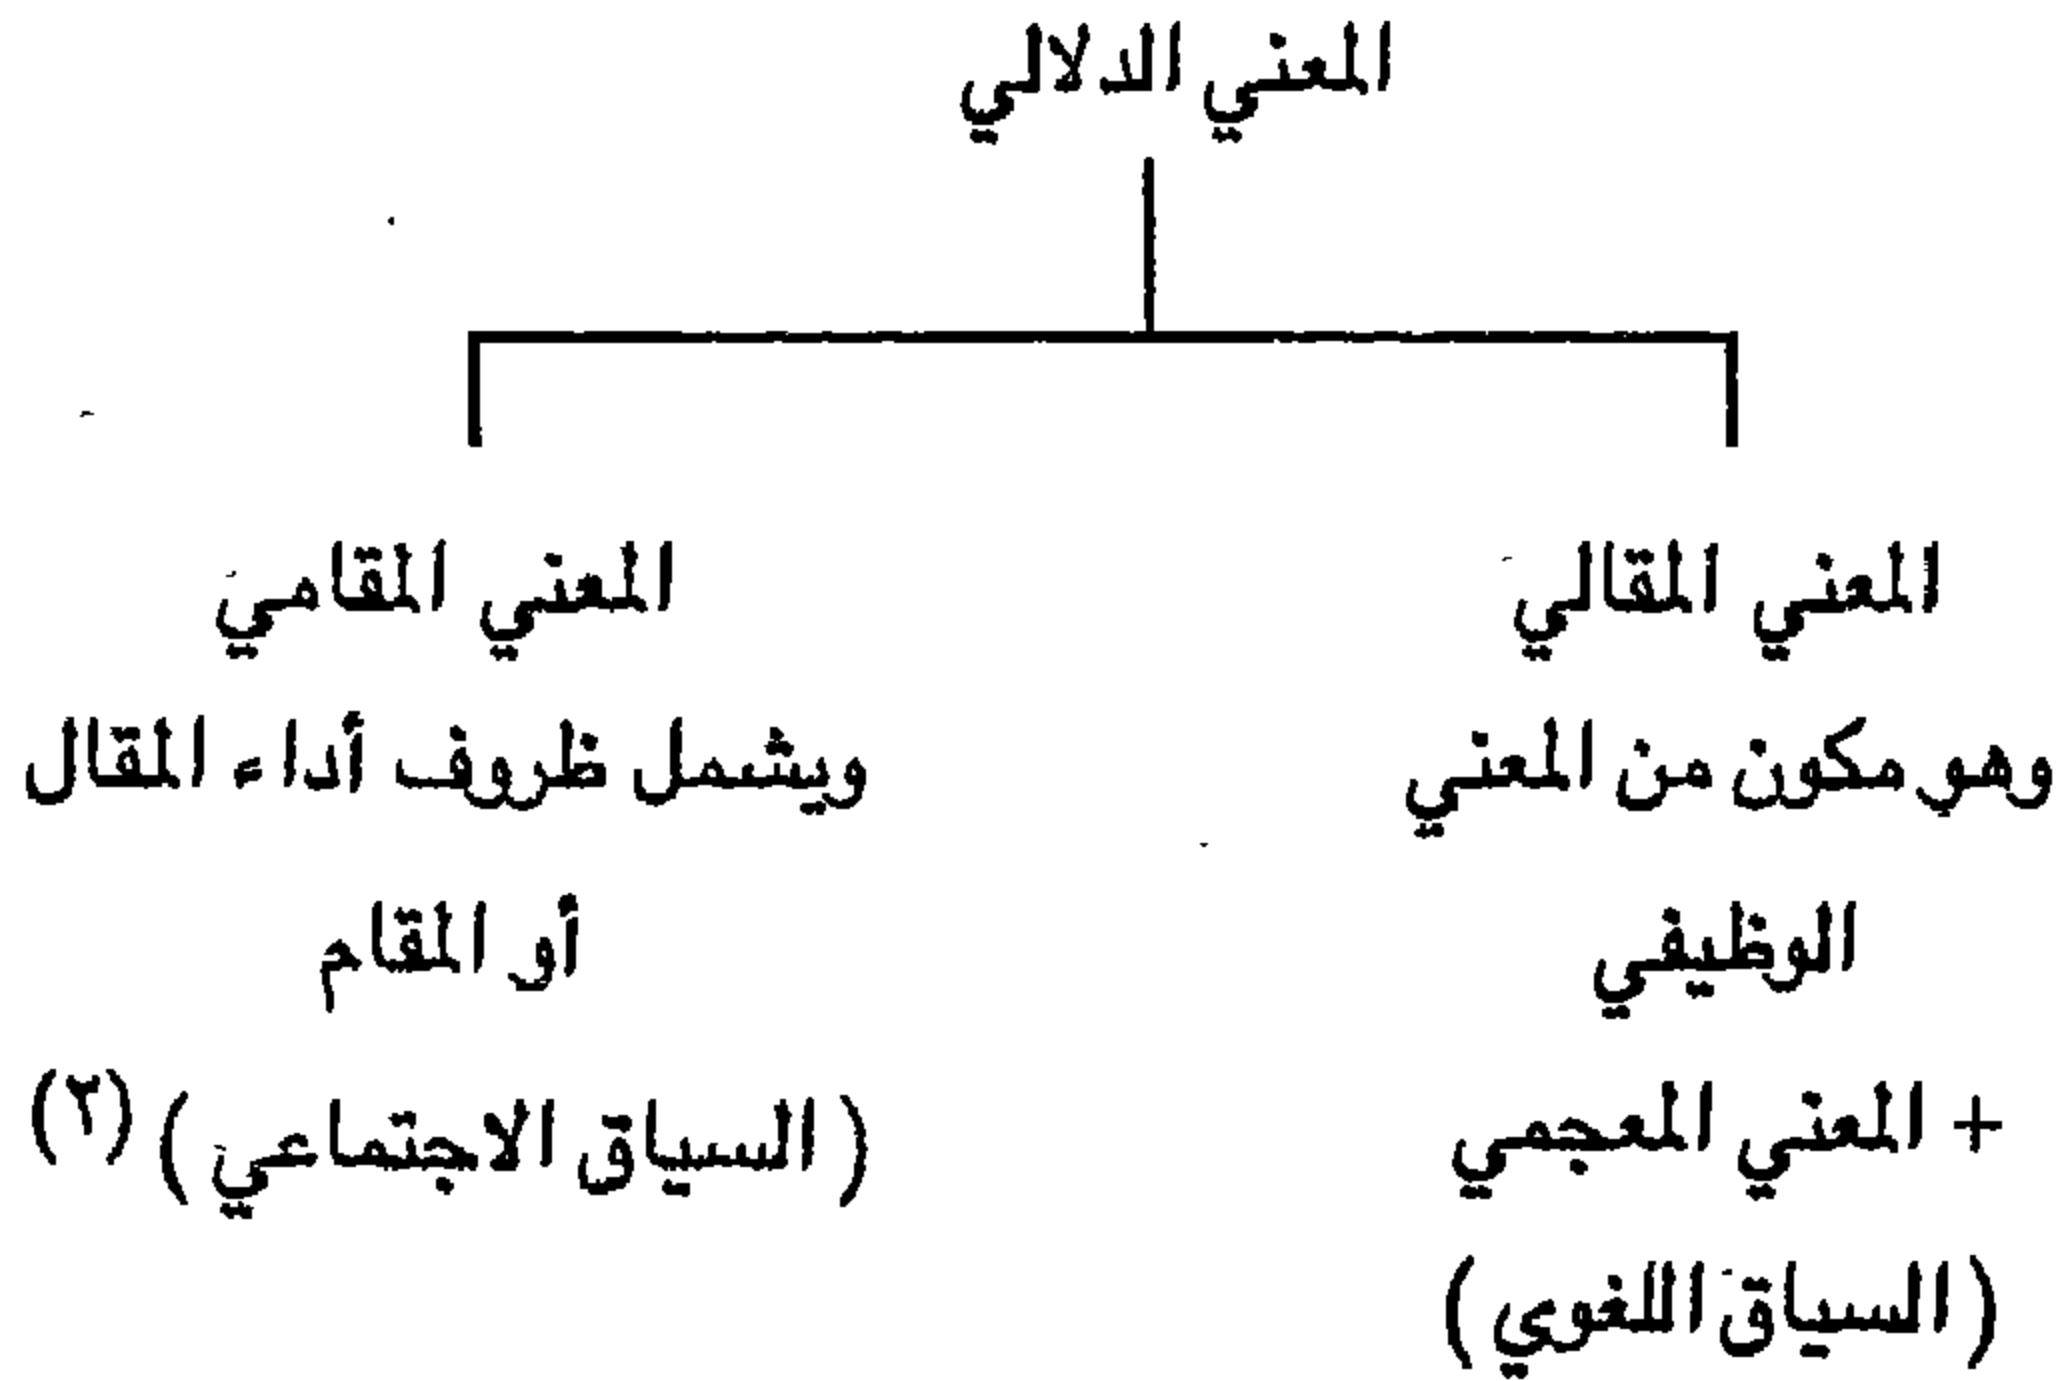 المعني الدلالي
المعني المقالي
وهو مكون من المعني
الوظيفي
+ المعني المعجمي
(السياق اللغوي)
المعني المقامي
ويشمل ظروف أداء المقال
أو المقام
(السياق الاجتماعي) (٢)